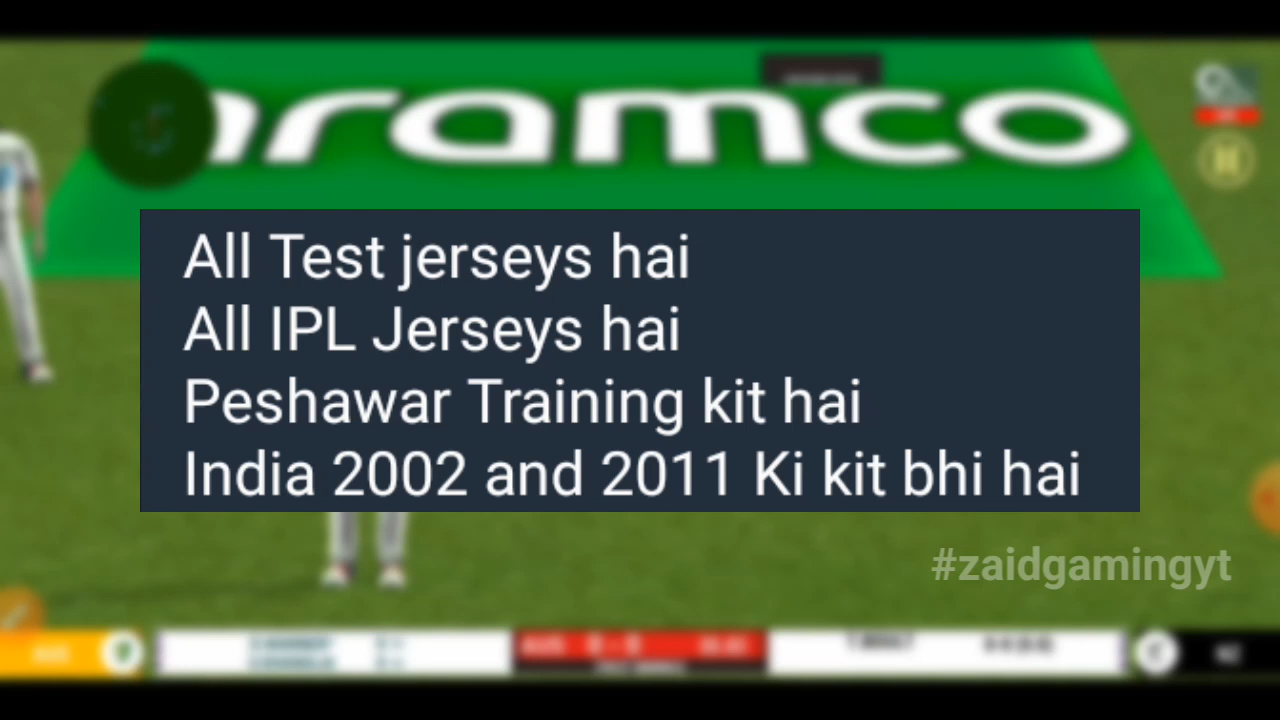 aramco
All Test jerseys hai
All IPL Jerseys hai
Peshawar Training kit hai
India 2002 and 2011 Ki kit bhi hai
#zaidgamingyt